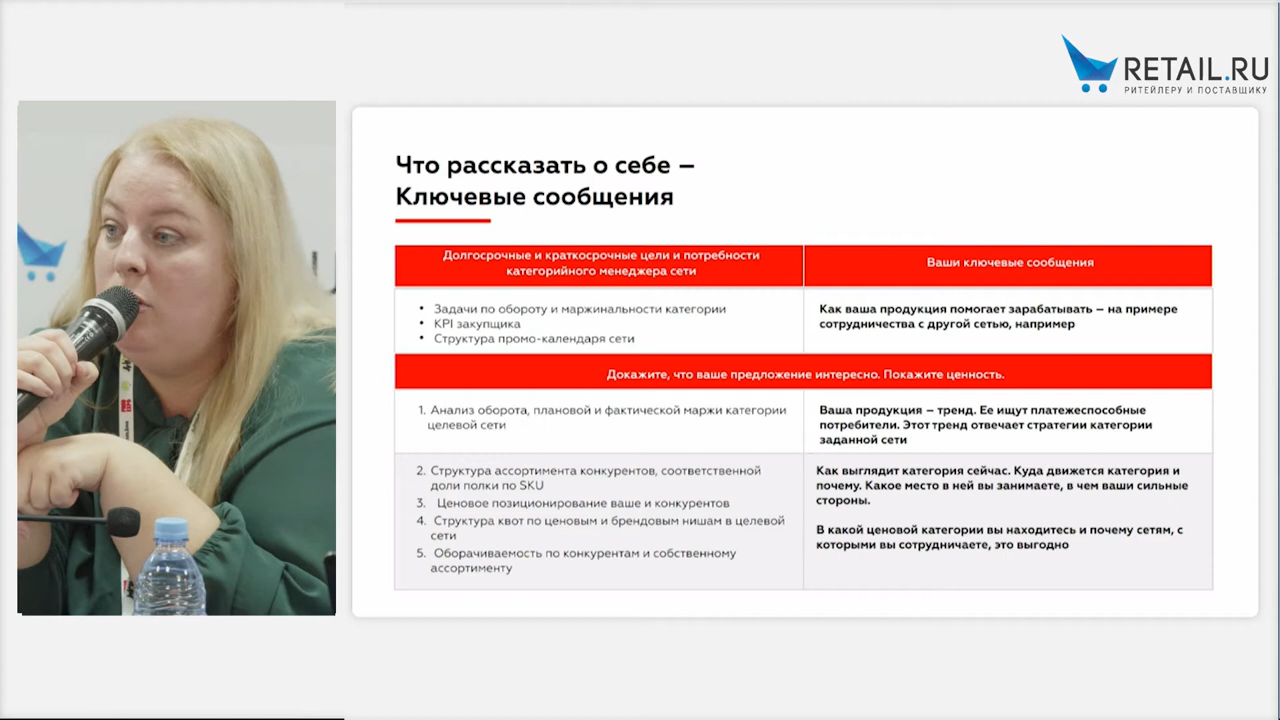 RETAIL.RU
РИТЕЙЛЕРУ И ПОСТАВЩИКУ
Что рассказать о себе –
Ключевые сообщения
Долгосрочные и краткосрочные цели и потребности
категорийного менеджера сети
Ваши ключевые сообщения
• Задачи по обороту и маржинальности категории
• KPI закупщика
• Структура промо-календаря сети
Как ваша продукция помогает зарабатывать – на примере
сотрудничества с другой сетью, например
Докажите, что ваше предложение интересно. Покажите ценность.
1. Анализ оборота, плановой и фактической маржи категории
целевой сети
Ваша продукция – тренд. Ее ищут платежеспособные
потребители. Этот тренд отвечает стратегии категории
заданной сети
2. Структура ассортимента конкурентов, соответственной
доли полки по SKU
3. Ценовое позиционирование ваше и конкурентов
4. Структура квот по ценовым и брендовым нишам в целевой
сети
5. Оборачиваемость по конкурентам и собственному
ассортименту
Как выглядит категория сейчас. Куда движется категория и
почему. Какое место в ней вы занимаете, в чем ваши сильные
стороны.
В какой ценовой категории вы находитесь и почему сетям, с
которыми вы сотрудничаете, это выгодно